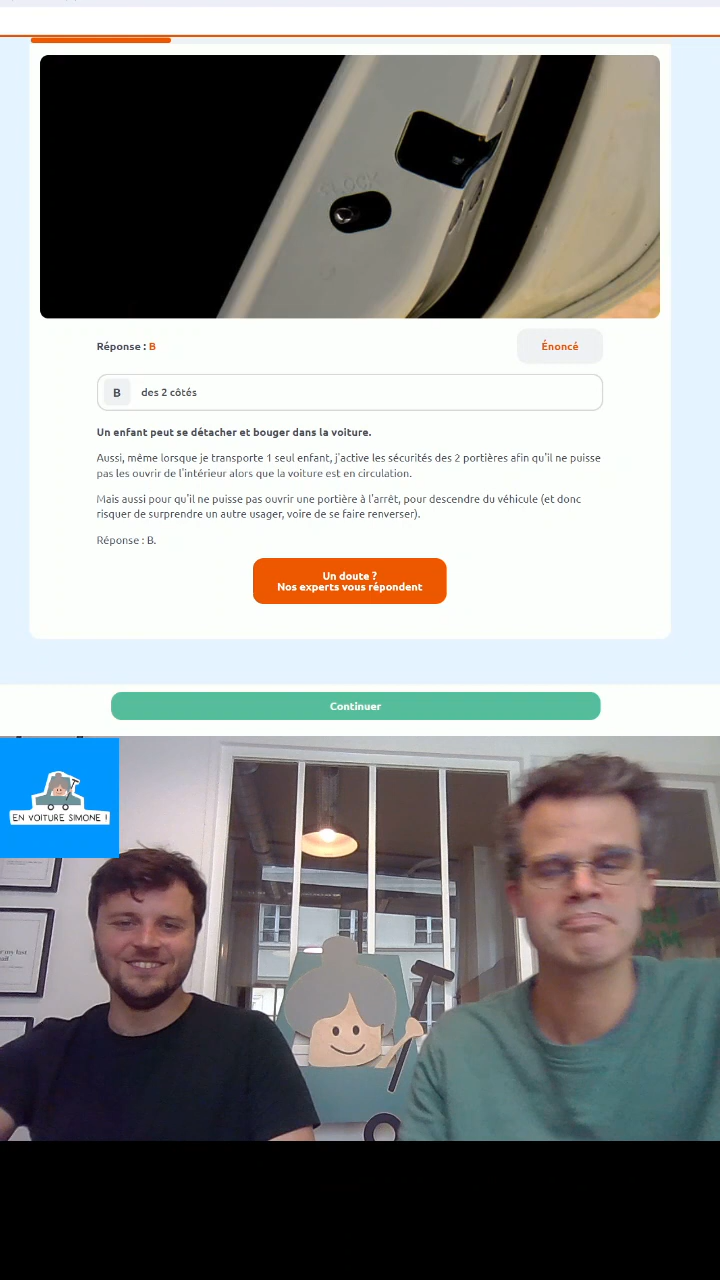 Réponse : B
Énoncé
B des 2 côtés
Un enfant peut se détacher et bouger dans la voiture.
Aussi, même lorsque je transporte 1 seul enfant, j'active les sécurités des 2 portières afin qu'il ne puisse
pas les ouvrir de l'intérieur alors que la voiture est en circulation.
Mais aussi pour qu'il ne puisse pas ouvrir une portière à l'arrêt, pour descendre du véhicule (et donc
risquer de surprendre un autre usager, voire de se faire renverser).
Réponse : B.
Un doute ?
Nos experts vous répondent
Continuer
EN VOITURE SIMONE !